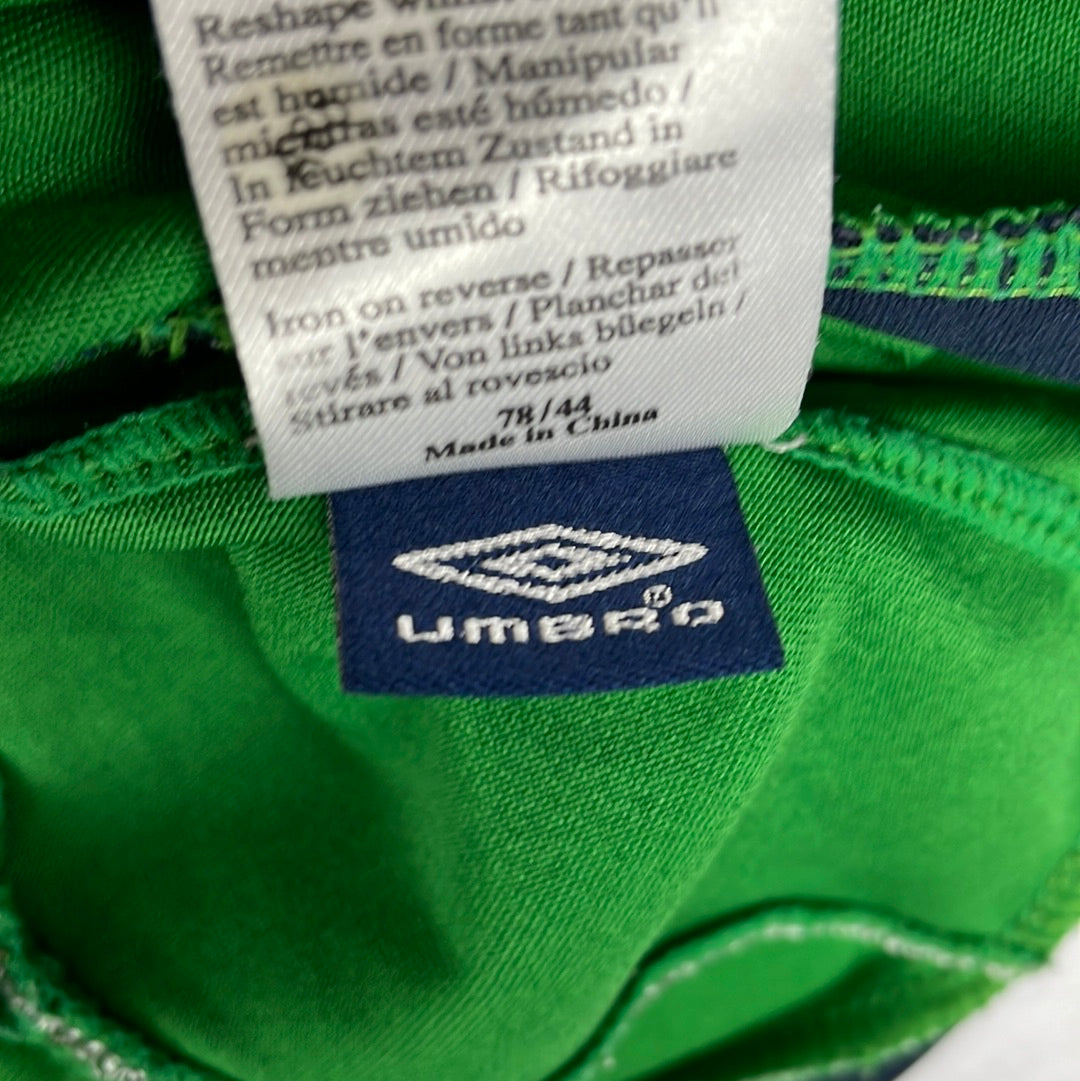 Reshape whilst
Remettre en forme tant qu'il
est humide / Manipular
mientras esté húmedo /
In feuchtem Zustand in
Form ziehen / Rifoggiare
mentre umido
Iron on reverse / Repasser
sur l'envers / Planchar del
revés / Von links bűegeln /
Stirare al rovescio
78/44
Made in China
UMBRO